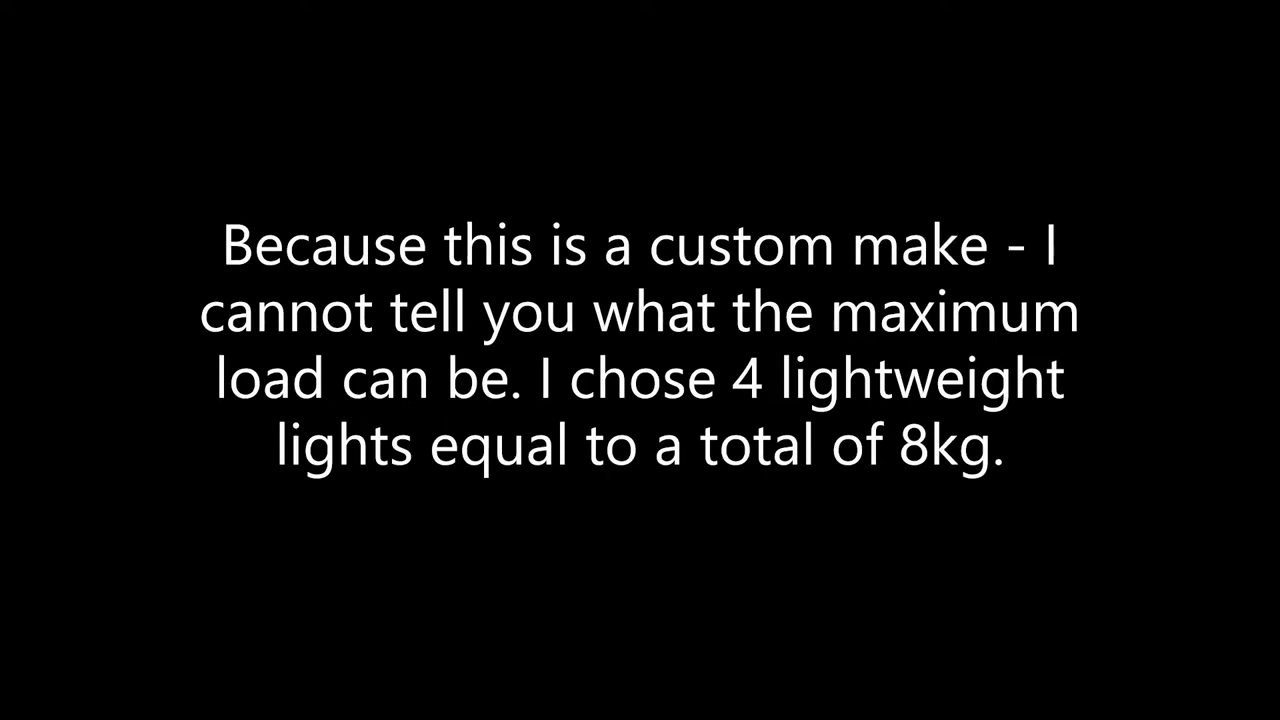 Because this is a custom make - I
cannot tell you what the maximum
load can be. I chose 4 lightweight
lights equal to a total of 8kg.